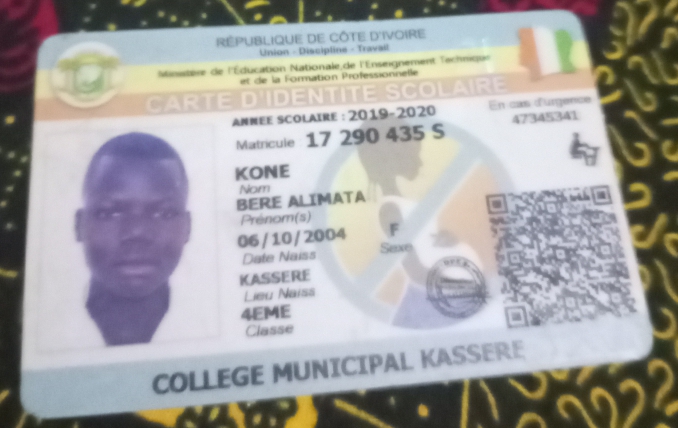 RÉPUBLIQUE DE CÔTE D'IVOIRE
Union - Discipline - Travail
Ministère de l'Éducation Nationale,de l'Enseignement Technique
et de la Formation Professionnelle
CARTE D'IDENTITÉ SCOLAIRE
ANNEE SCOLAIRE : 2019-2020
En cas d'urgence
47345341
Matricule 17 290 435 S
KONE
Nom
BERE ALIMATA
Prénom(s)
06/10/2004 F
Date Naiss Sexe
KASSERE
Lieu Naiss
4EME
Classe
COLLEGE MUNICIPAL KASSERE